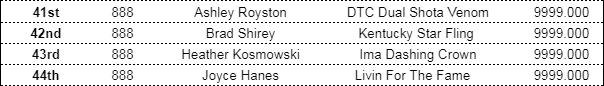 41st 888 Ashley Royston DTC Dual Shota Venom 9999.000
42nd 888 Brad Shirey Kentucky Star Fling 9999.000
43rd 888 Heather Kosmowski Ima Dashing Crown 9999.000
44th 888 Joyce Hanes Livin For The Fame 9999.000